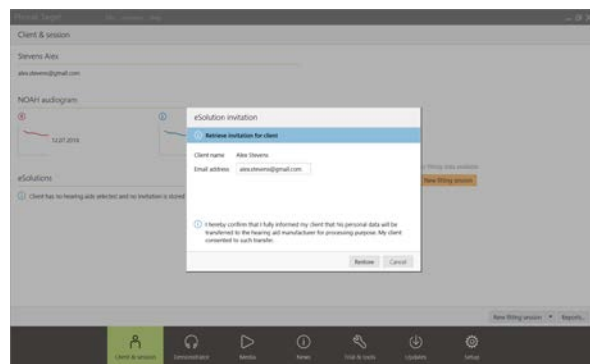 Phonak Target
Client & session
Stevens Alex
alex.stevens@gmail.com
NOAH audiogram
12.07.2016
eSolutions
Client has no hearing aids selected and no invitation is stored
eSolution invitation
Retrieve invitation for client
Client name Alex Stevens
Email address alex.stevens@gmail.com
I hereby confirm that I fully informed my client that his personal data will be
transferred to the hearing aid manufacturer for processing purpose. My client
consented to such transfer.
Restore Cancel
New fitting session
New fitting session Reports...
Client & session Demonstrator Media News Trial & tools Updates Setup